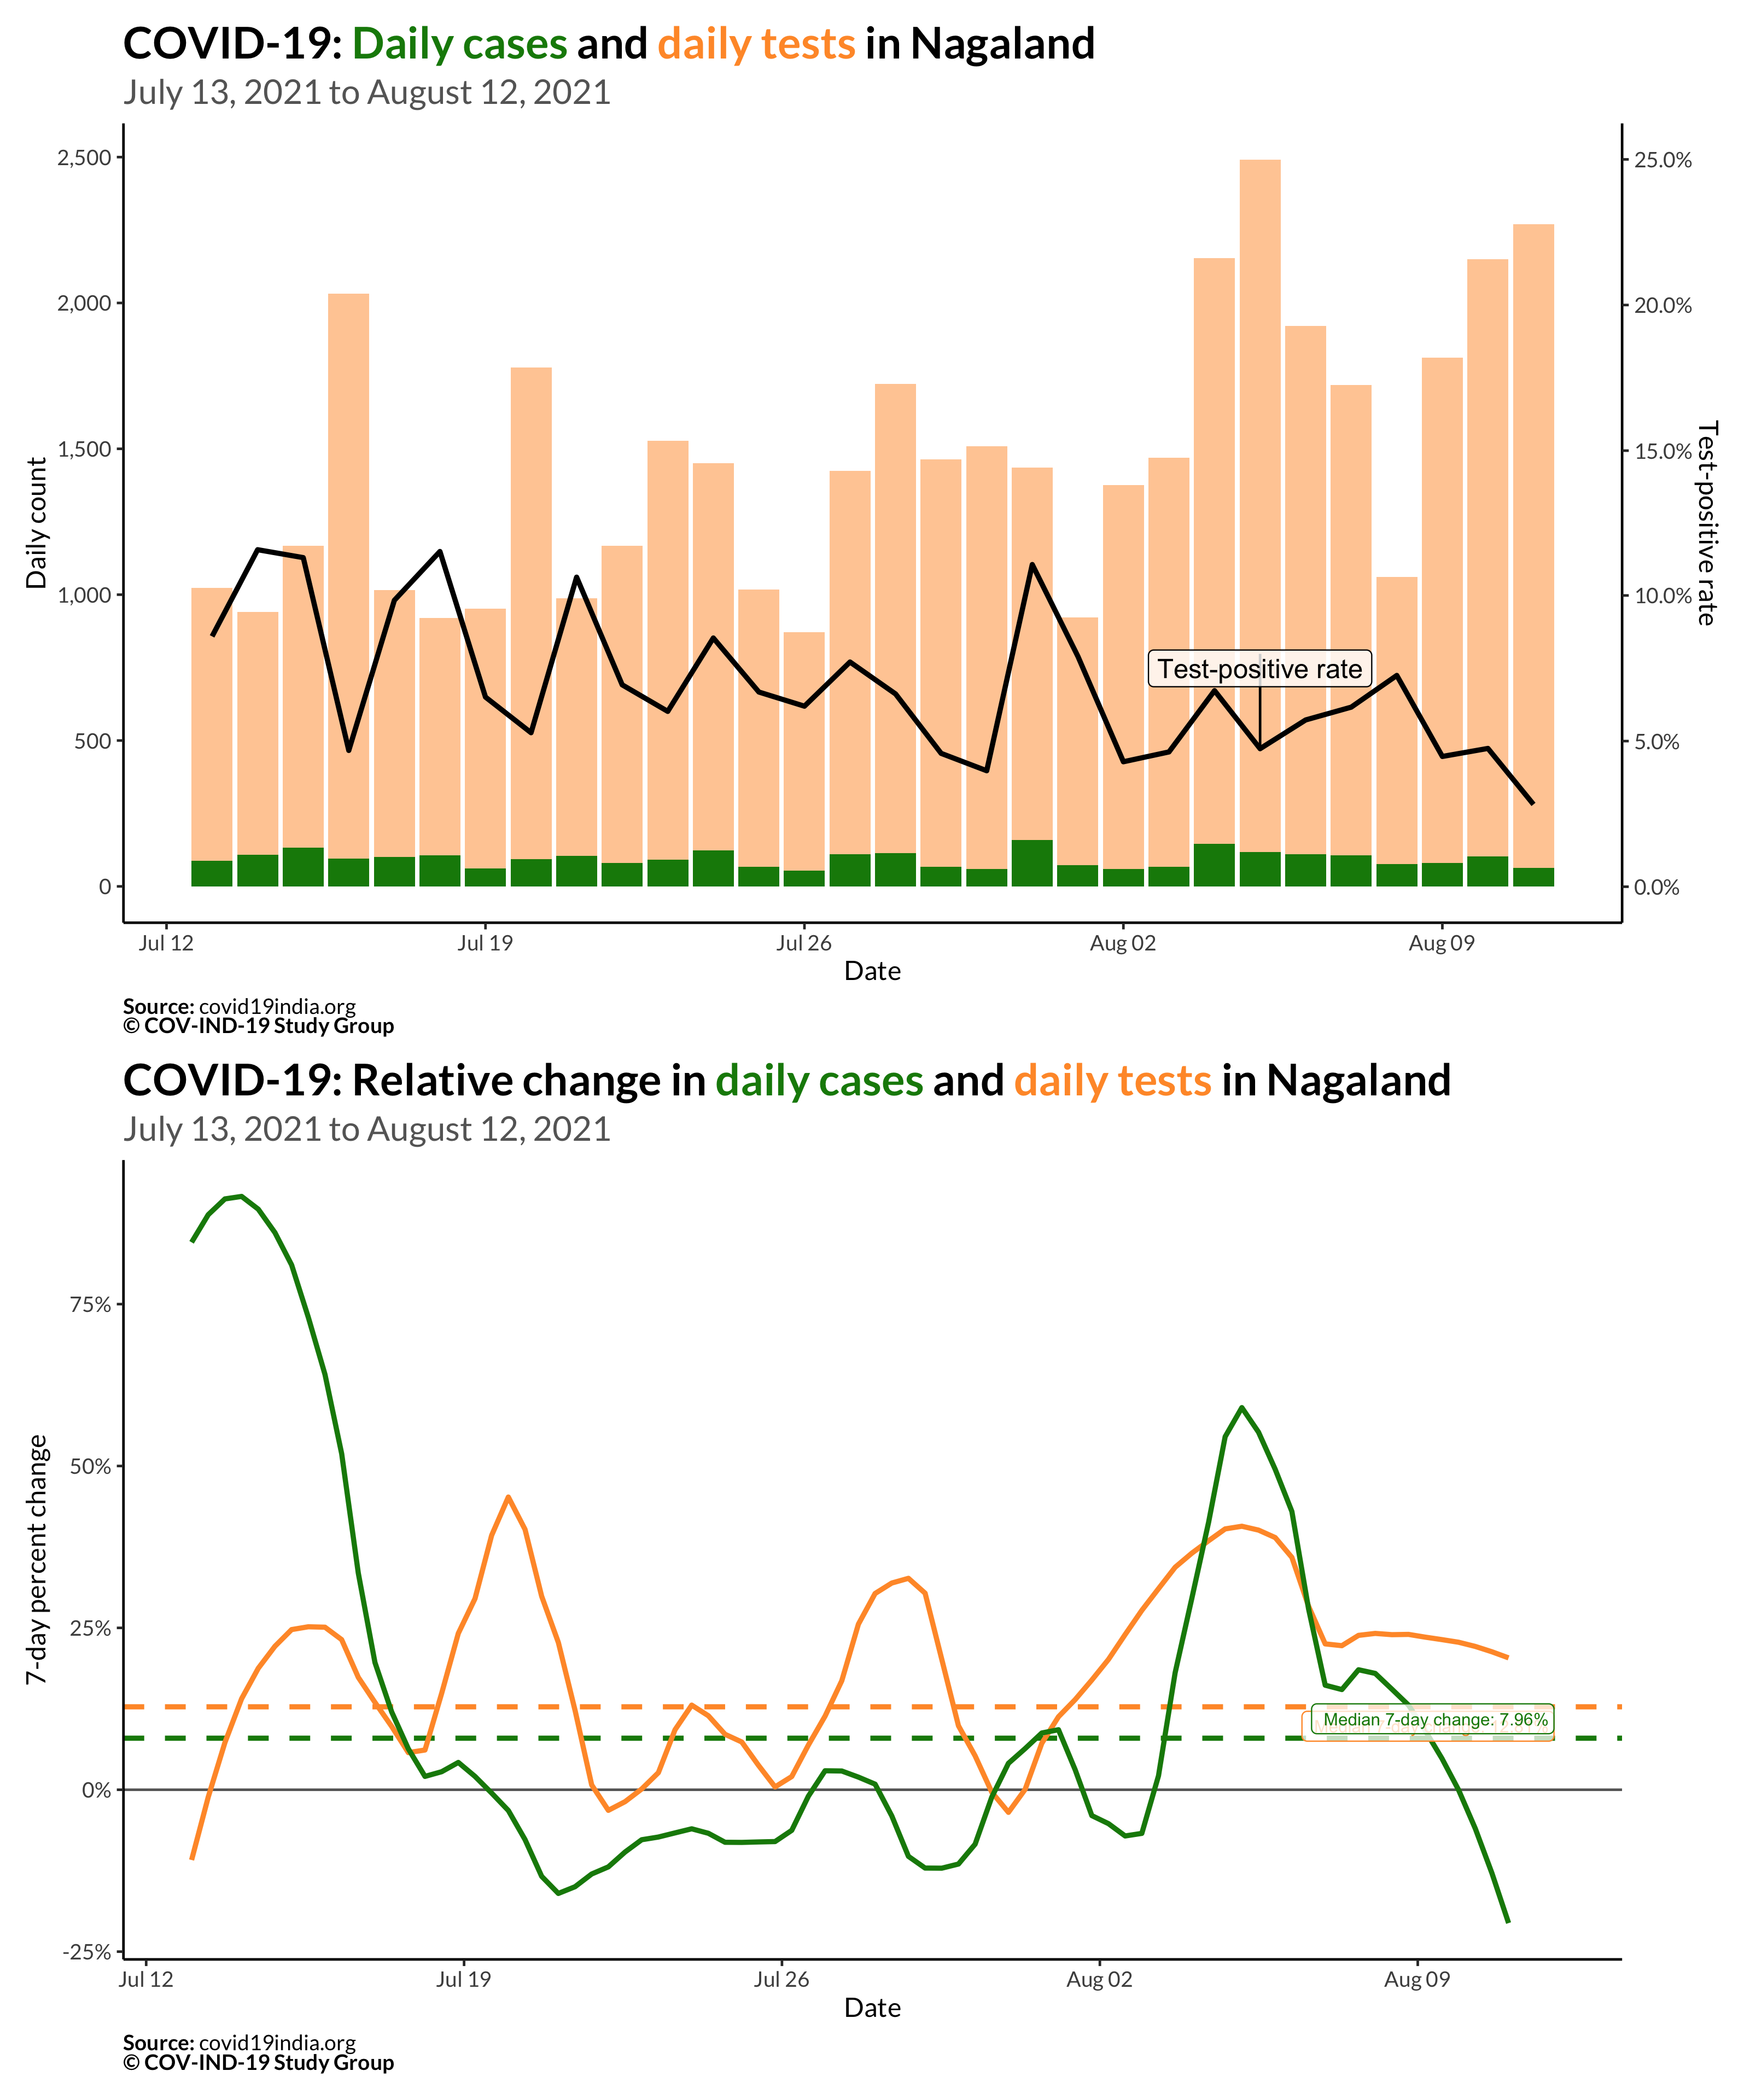 COVID-19: Daily cases and daily tests in Nagaland
July 13, 2021 to August 12, 2021
Daily count
2,500
2,000
1,500
1,000
500
0
25.0%
20.0%
15.0%
10.0%
5.0%
0.0%
Test-positive rate
Test-positive rate
Jul 12
Jul 19
Jul 26
Aug 02
Aug 09
Date
Source: covid19india.org
© COV-IND-19 Study Group
COVID-19: Relative change in daily cases and daily tests in Nagaland
July 13, 2021 to August 12, 2021
7-day percent change
75%
50%
25%
0%
-25%
Median 7-day change: 7.96%
Jul 12
Jul 19
Jul 26
Aug 02
Aug 09
Date
Source: covid19india.org
© COV-IND-19 Study Group